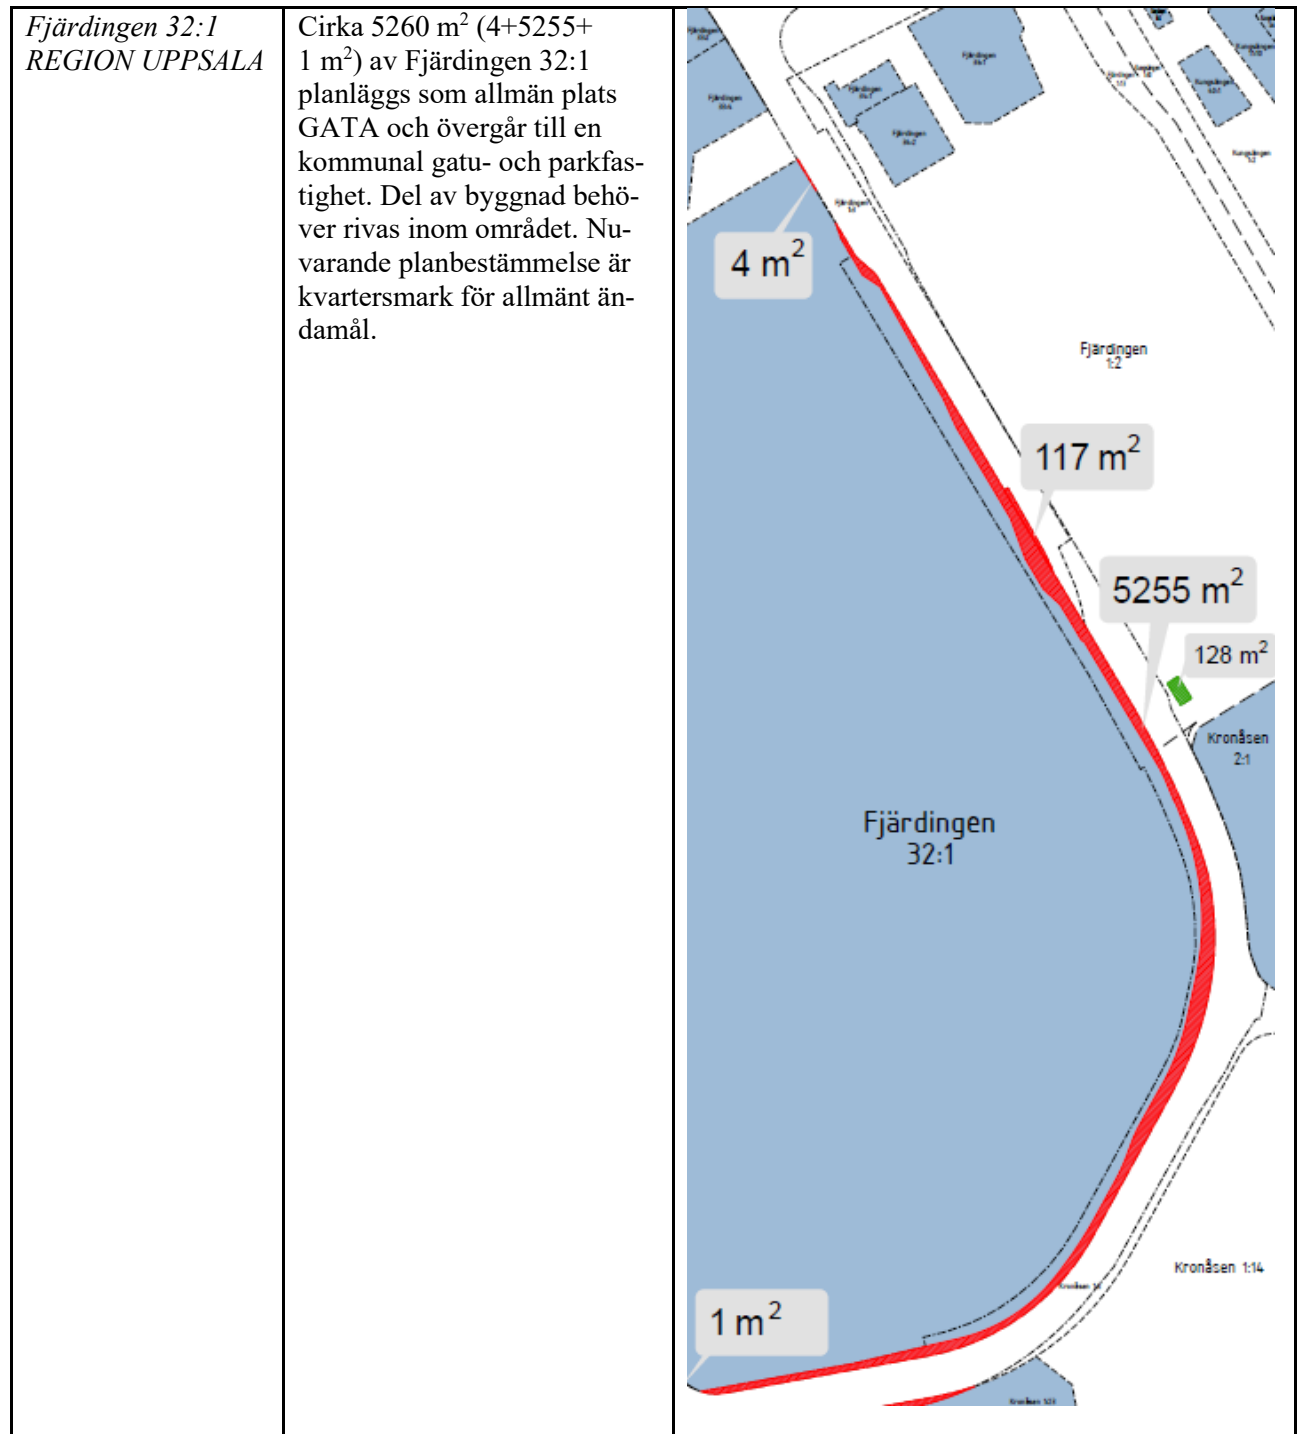 Fjärdingen 32:1
REGION UPPSALA
Cirka 5260 m² (4+5255+
1 m²) av Fjärdingen 32:1
planläggs som allmän plats
GATA och övergår till en
kommunal gatu- och parkfas-
tighet. Del av byggnad behö-
ver rivas inom området. Nu-
varande planbestämmelse är
kvartersmark för allmänt än-
damål.
4 m²
Fjärdingen
1:2
117 m²
5255 m²
128 m²
Kronåsen
2:1
Fjärdingen
32:1
Kronåsen 1:14
1 m²